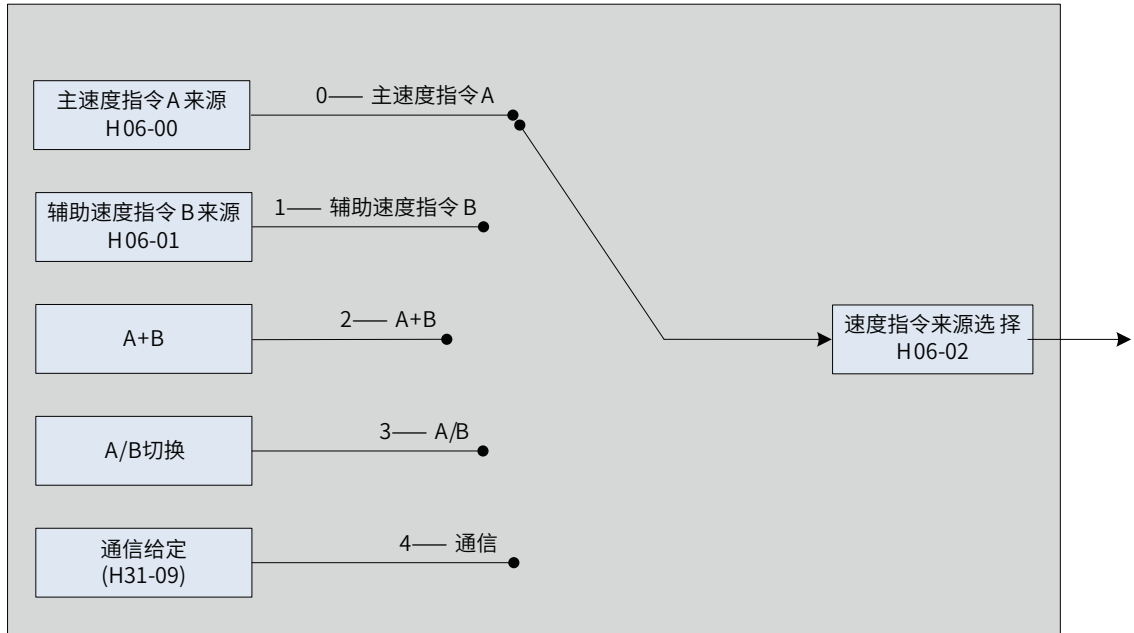 主速度指令A来源
H06-00
0— 主速度指令A
辅助速度指令B来源
H06-01
1— 辅助速度指令B
A+B
2— A+B
速度指令来源选择
H06-02
A/B切换
3— A/B
通信给定
(H31-09)
4— 通信